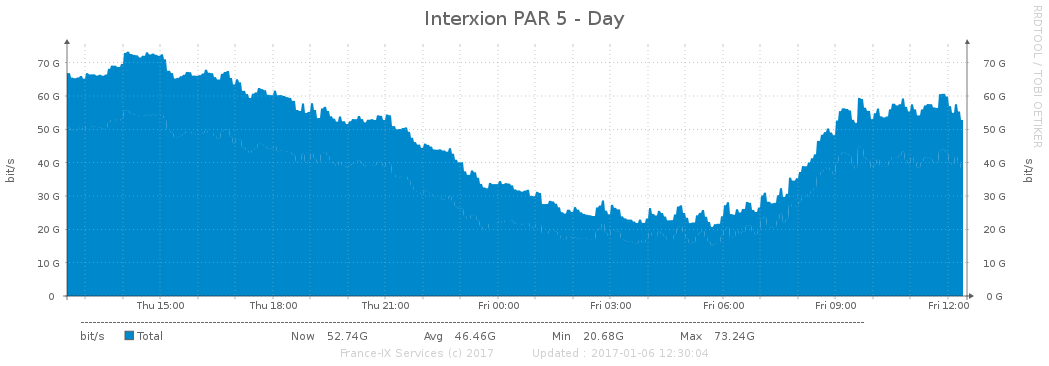 Interxion PAR 5 - Day
RRDTOOL / TOBI OETIKER
bit/s
70 G
60 G
50 G
40 G
30 G
20 G
10 G
0
70 G
60 G
50 G
40 G
30 G
20 G
10 G
0 G
bit/s
Thu 15:00 Thu 18:00 Thu 21:00 Fri 00:00 Fri 03:00 Fri 06:00 Fri 09:00 Fri 12:00
bit/s Total Now 52.74G Avg 46.46G Min 20.68G Max 73.24G
France-IX Services (c) 2017 Updated : 2017-01-06 12:30:04